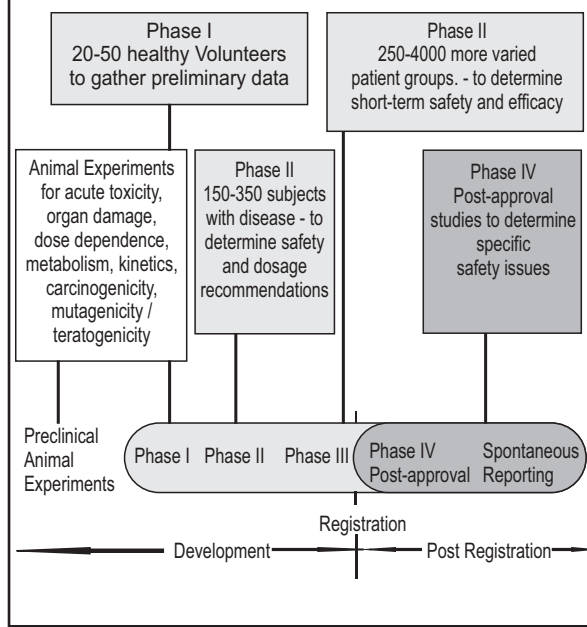 Phase I
20-50 healthy Volunteers
to gather preliminary data
Phase II
250-4000 more varied
patient groups. - to determine
short-term safety and efficacy
Animal Experiments
for acute toxicity,
organ damage,
dose dependence,
metabolism, kinetics,
carcinogenicity,
mutagenicity /
teratogenicity
Phase II
150-350 subjects
with disease - to
determine safety
and dosage
recommendations
Phase IV
Post-approval
studies to determine
specific
safety issues
Preclinical
Animal
Experiments
Phase I
Phase II
Phase III
Phase IV
Post-approval
Spontaneous
Reporting
Registration
Development
Post Registration